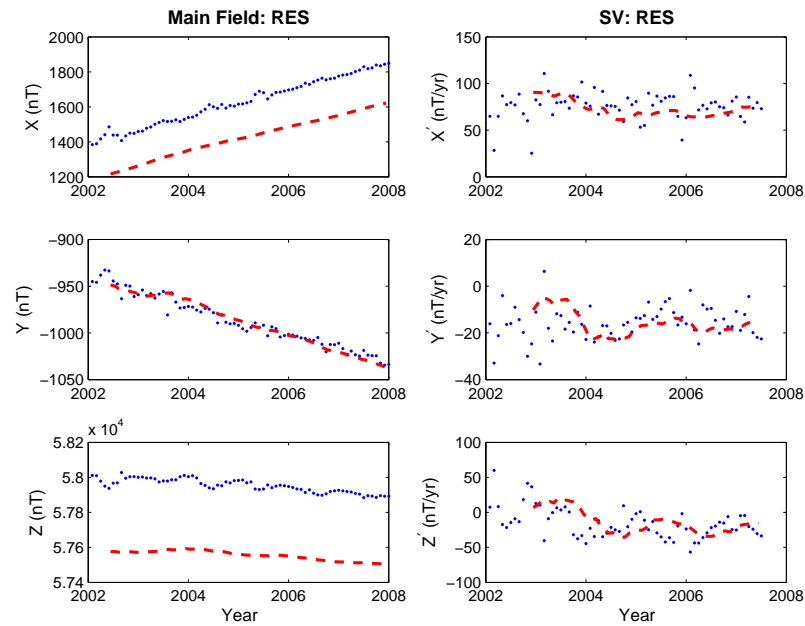 Main Field: RES
SV: RES
2000
1800
1600
1400
1200
X (nT)
2002 2004 2006 2008
150
100
50
0
X′ (nT/yr)
2002 2004 2006 2008
−900
−950
−1000
−1050
Y (nT)
2002 2004 2006 2008
20
0
−20
−40
Y′ (nT/yr)
2002 2004 2006 2008
x 10⁴
5.82
5.8
5.78
5.76
5.74
Z (nT)
2002 2004 2006 2008
Year
100
50
0
−50
−100
Z′ (nT/yr)
2002 2004 2006 2008
Year